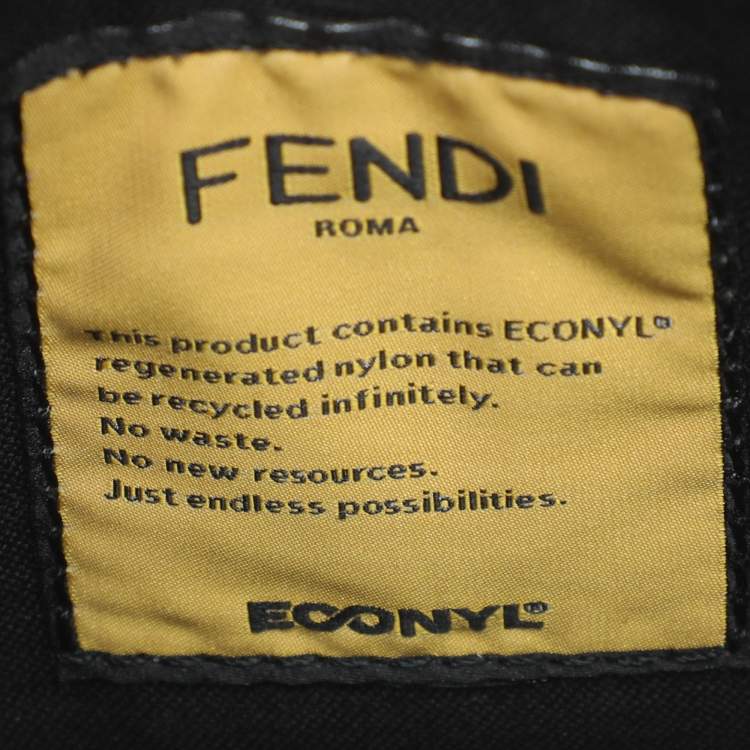 FENDI
ROMA
This product contains ECONYL®
regenerated nylon that can
be recycled infinitely.
No waste.
No new resources.
Just endless possibilities.
ECONYL®